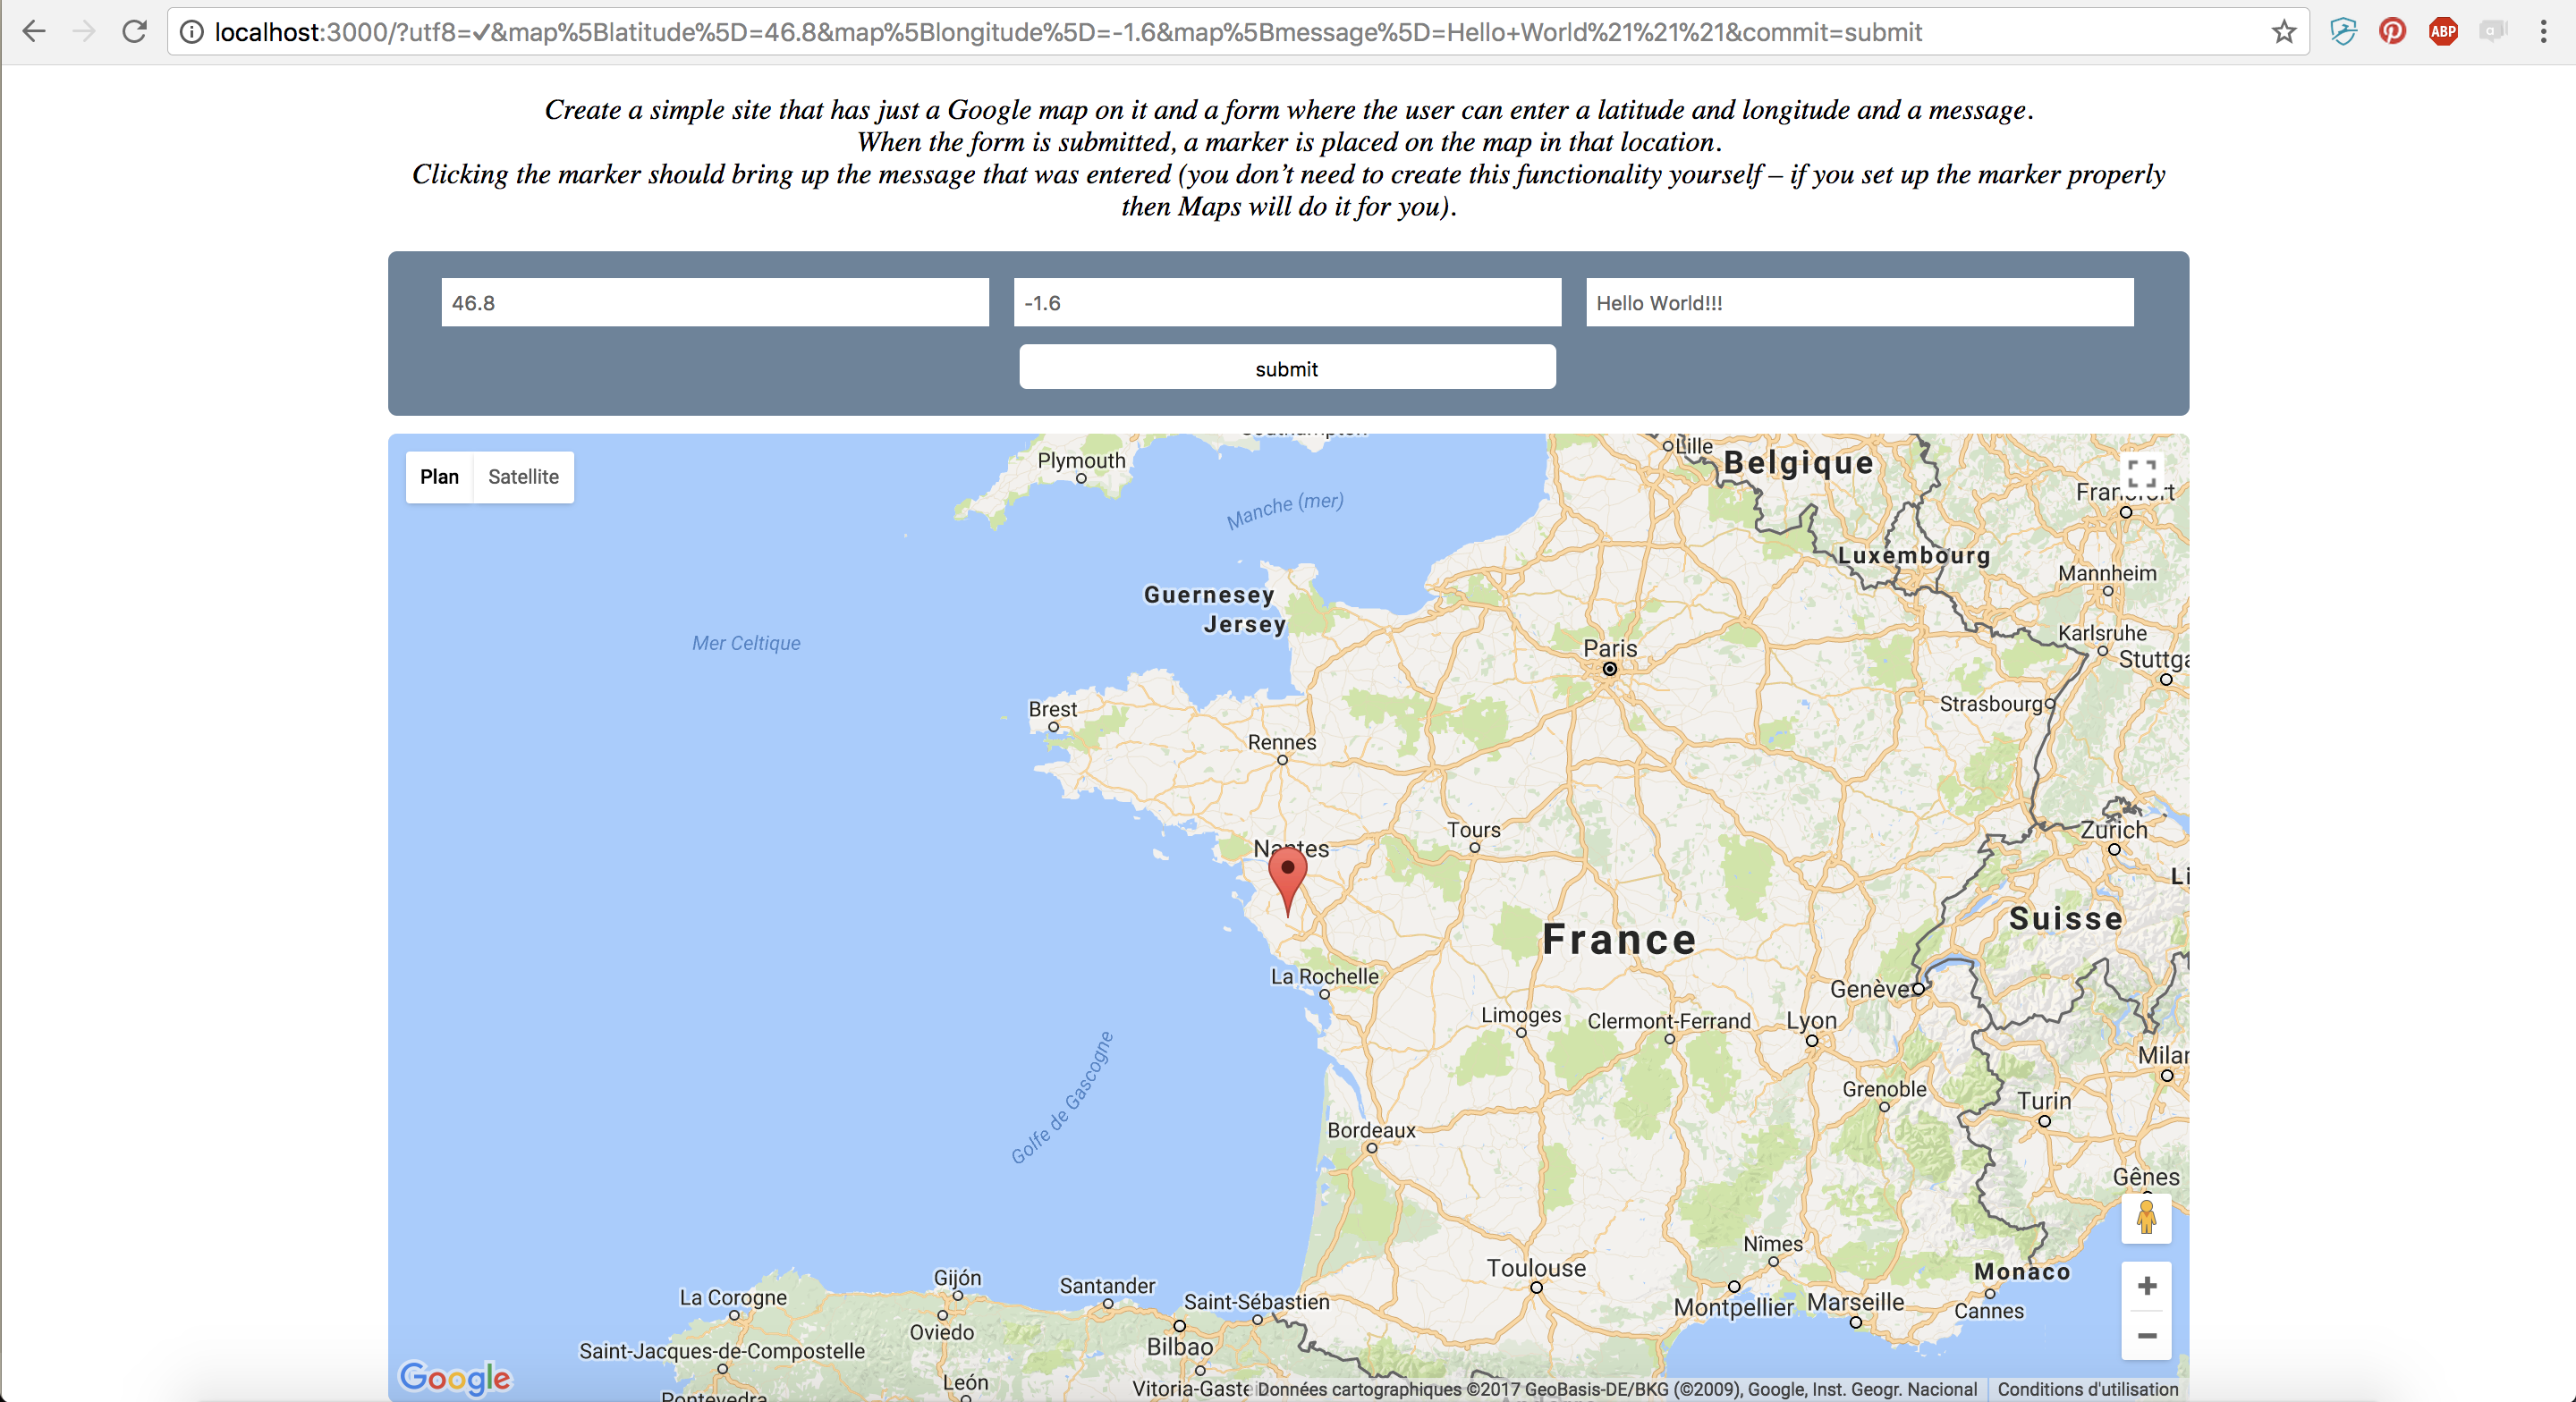 localhost:3000/?utf8=✓&map%5Blatitude%5D=46.8&map%5Blongitude%5D=-1.6&map%5Bmessage%5D=Hello+World%21%21%21&commit=submit
ABP
Create a simple site that has just a Google map on it and a form where the user can enter a latitude and longitude and a message.
When the form is submitted, a marker is placed on the map in that location.
Clicking the marker should bring up the message that was entered (you don’t need to create this functionality yourself – if you set up the marker properly
then Maps will do it for you).
46.8
-1.6
Hello World!!!
submit
Plan
Satellite
Plymouth
Lille
Belgique
Manche (mer)
Luxembourg
Mannheim
Guernesey
Jersey
Karlsruhe
Mer Celtique
Paris
Stuttga
Strasbourg
Brest
Rennes
Tours
Zurich
Nantes
Li
France
Suisse
La Rochelle
Genève
Limoges
Clermont-Ferrand
Lyon
Milan
Golfe de Gascogne
Grenoble
Turin
Bordeaux
Gênes
Nîmes
Toulouse
Monaco
Gijón
Santander
La Corogne
Saint-Sébastien
Montpellier
Marseille
Cannes
Oviedo
Bilbao
Saint-Jacques-de-Compostelle
León
Vitoria-Gaste
Pontevedra
Google
Données cartographiques ©2017 GeoBasis-DE/BKG (©2009), Google, Inst. Geogr. Nacional
Conditions d'utilisation